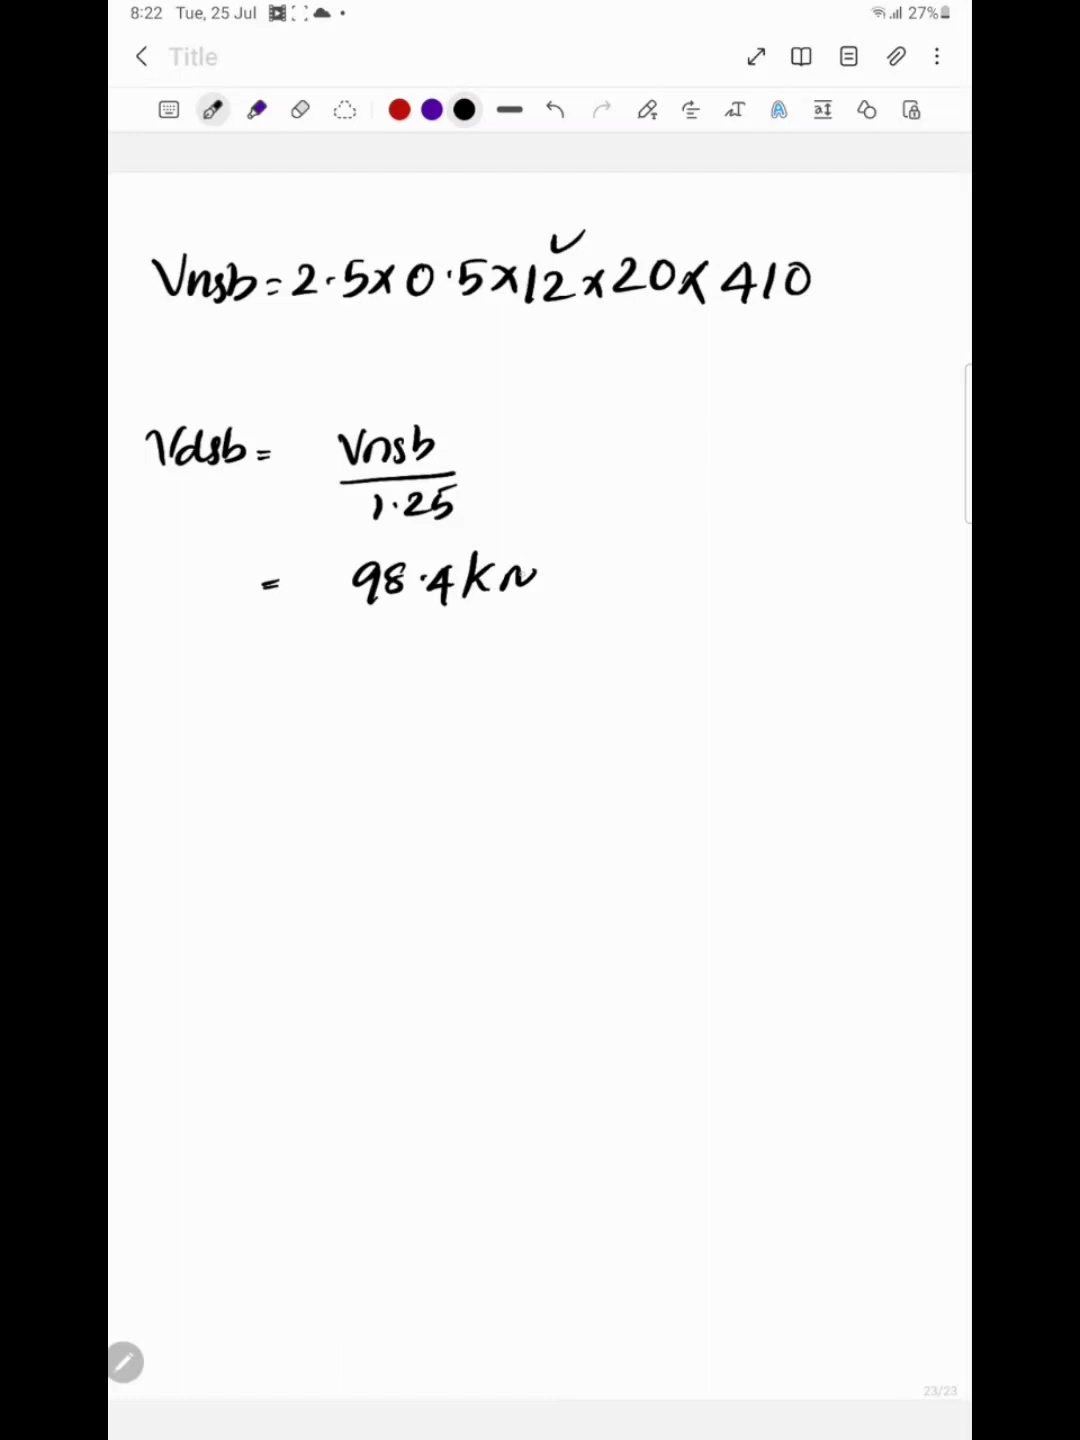 8:22 Tue, 25 Jul 27%
Title
Vnsb = 2.5 x 0.5 x 12 x 20 x 410
Vdsb = Vnsb
1.25
= 98.4 kN
23/23